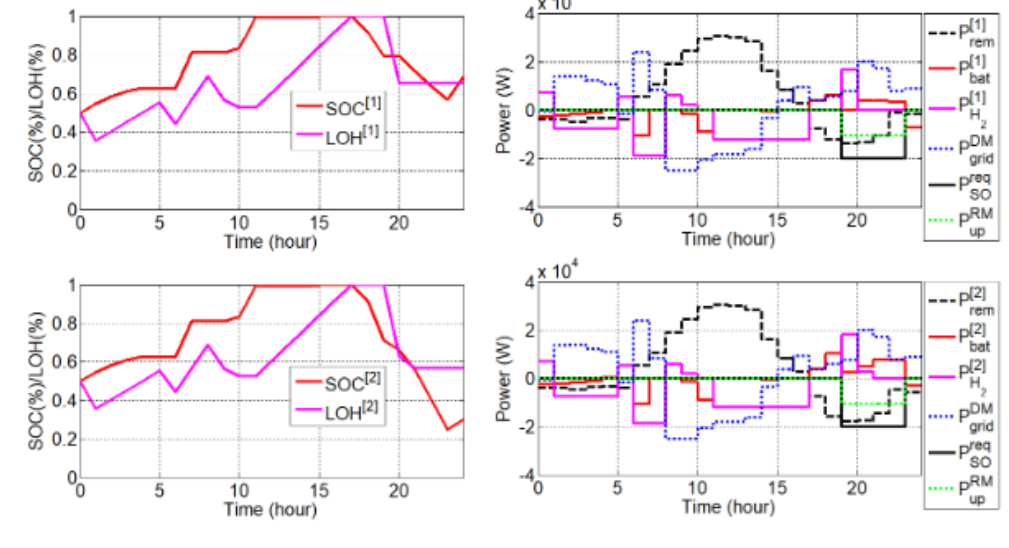 SOC(%)/LOH(%)
1
0.8
0.6
0.4
0.2
0
0 5 10 15 20
Time (hour)
SOC[1]
LOH[1]
x 10
Power (W)
4
2
0
-2
-4
0 5 10 15 20
Time (hour)
P[1]rem
P[1]bat
P[1]H2
PDMgrid
PreqSO
PRMup
SOC(%)/LOH(%)
1
0.8
0.6
0.4
0.2
0
0 5 10 15 20
Time (hour)
SOC[2]
LOH[2]
x 10^4
Power (W)
4
2
0
-2
-4
0 5 10 15 20
Time (hour)
P[2]rem
P[2]bat
P[2]H2
PDMgrid
PreqSO
PRMup